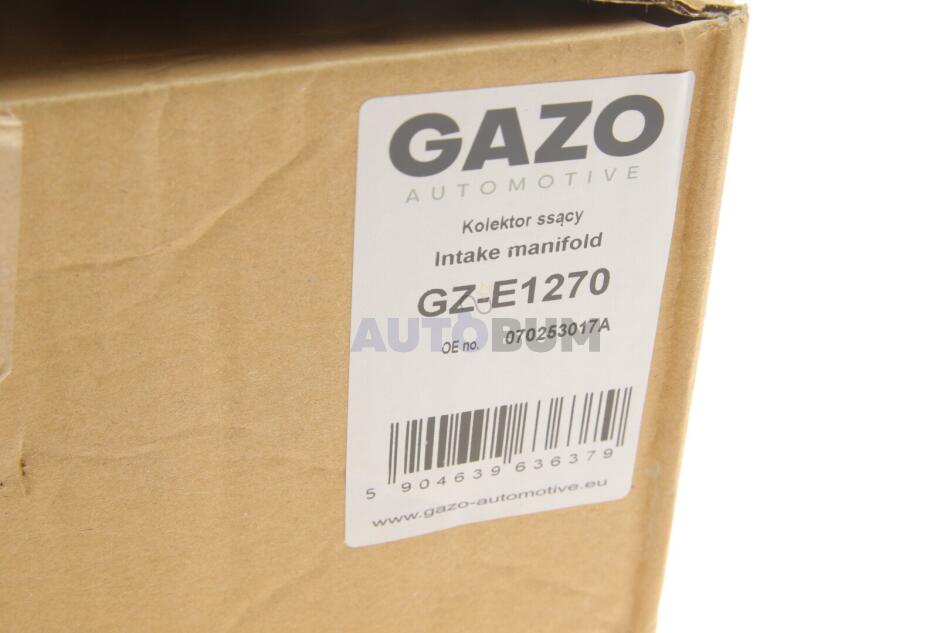 GAZO
AUTOMOTIVE
Kolektor ssący
Intake manifold
GZ-E1270
AUTOBUM
OE no. 070253017A
5 904639 636379
www.gazo-automotive.eu